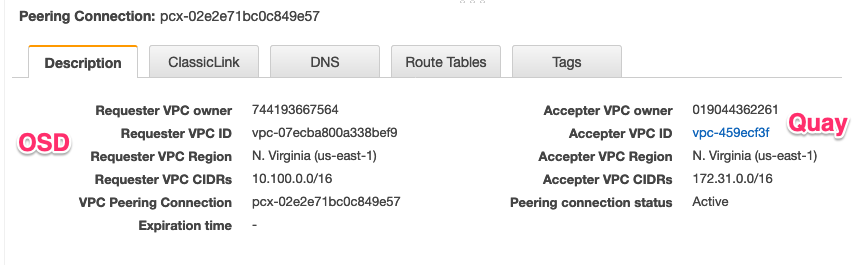 Peering Connection: pcx-02e2e71bc0c849e57
Description ClassicLink DNS Route Tables Tags
Requester VPC owner 744193667564 Accepter VPC owner 019044362261
OSD Requester VPC ID vpc-07ecba800a338bef9 Accepter VPC ID vpc-459ecf3f Quay
Requester VPC Region N. Virginia (us-east-1) Accepter VPC Region N. Virginia (us-east-1)
Requester VPC CIDRs 10.100.0.0/16 Accepter VPC CIDRs 172.31.0.0/16
VPC Peering Connection pcx-02e2e71bc0c849e57 Peering connection status Active
Expiration time -